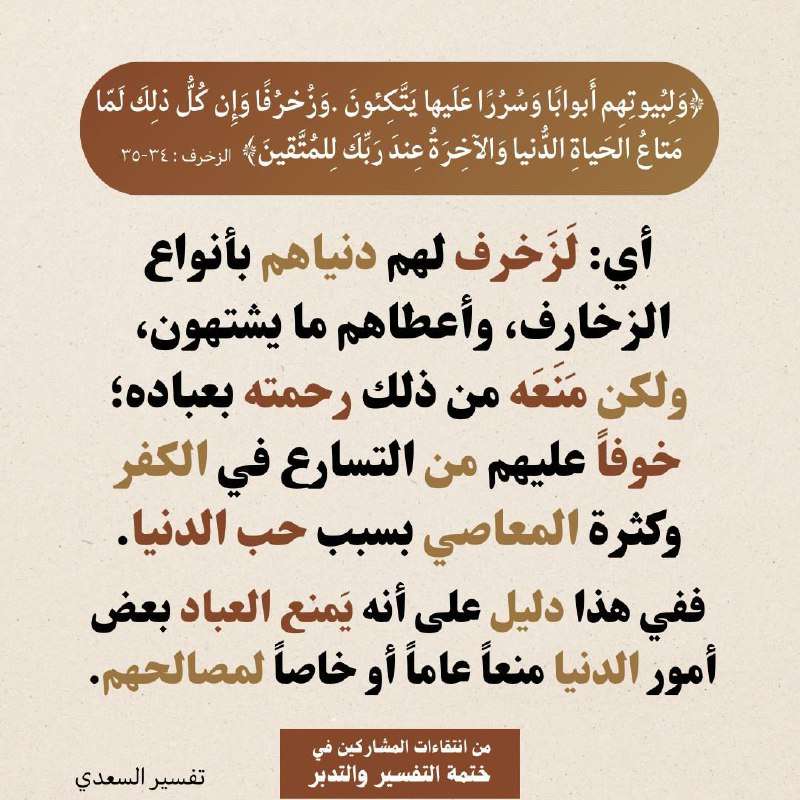 ﴿وَلِبُيوتِهِم أَبوابًا وَسُرُرًا عَلَيها يَتَّكِئونَ .وَزُخرُفًا وَإِن كُلُّ ذلِكَ لَمّا
مَتاعُ الحَياةِ الدُّنيا وَالآخِرَةُ عِندَ رَبِّكَ لِلمُتَّقينَ﴾ الزخرف : ٣٤-٣٥
أي: لَزَخرف لهم دنياهم بأنواع
الزخارف، وأعطاهم ما يشتهون،
ولكن مَنَعَه من ذلك رحمته بعباده؛
خوفاً عليهم من التسارع في الكفر
وكثرة المعاصي بسبب حب الدنيا.
ففي هذا دليل على أنه يَمنع العباد بعض
أمور الدنيا منعاً عاماً أو خاصاً لمصالحهم.
من انتقاءات المشاركين في
ختمة التفسير والتدبر
تفسير السعدي